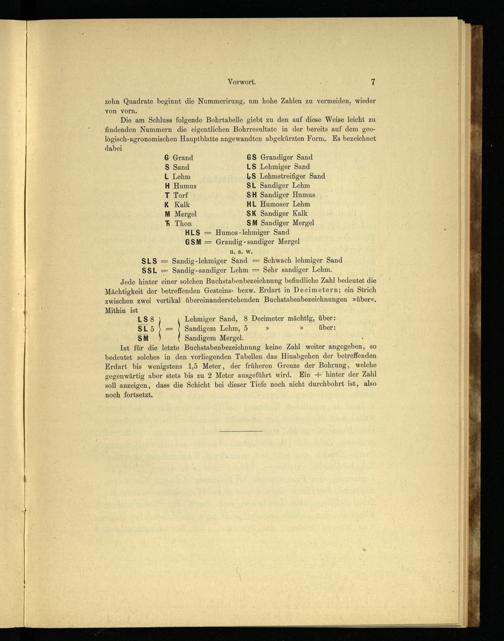 Vorwort. 7
zehn Quadrate beginnt die Nummerirung, um hohe Zahlen zu vermeiden, wieder
von vorn.
Die am Schluss folgende Bohrtabelle giebt zu den auf diese Weise leicht zu
findenden Nummern die eigentlichen Bohrresultate in der bereits auf dem geo-
logisch-agronomischen Hauptblatte angewandten abgekürzten Form. Es bezeichnet
dabei
G Grand GS Grandiger Sand
S Sand LS Lehmiger Sand
L Lehm ĿS Lehmstreifiger Sand
H Humus SL Sandiger Lehm
T Torf SH Sandiger Humus
K Kalk HL Humoser Lehm
M Mergel SK Sandiger Kalk
Thon SM Sandiger Mergel
HLS = Humos-lehmiger Sand
GSM = Grandig-sandiger Mergel
u. s. w.
SLS = Sandig-lehmiger Sand = Schwach lehmiger Sand
SSL = Sandig-sandiger Lehm = Sehr sandiger Lehm.
Jede hinter einer solchen Buchstabenbezeichnung befindliche Zahl bedeutet die
Mächtigkeit der betreffenden Gesteins- bezw. Erdart in Decimetern; ein Strich
zwischen zwei vertikal übereinanderstehenden Buchstabenbezeichnungen »über«.
Mithin ist
LS 8 Lehmiger Sand, 8 Decimeter mächtig, über:
SL 5 = Sandigem Lehm, 5 » » über:
SM Sandigem Mergel.
Ist für die letzte Buchstabenbezeichnung keine Zahl weiter angegeben, so
bedeutet solches in den vorliegenden Tabellen das Hinabgehen der betreffenden
Erdart bis wenigstens 1,5 Meter, der früheren Grenze der Bohrung, welche
gegenwärtig aber stets bis zu 2 Meter ausgeführt wird. Ein + hinter der Zahl
soll anzeigen, dass die Schicht bei dieser Tiefe noch nicht durchbohrt ist, also
noch fortsetzt.